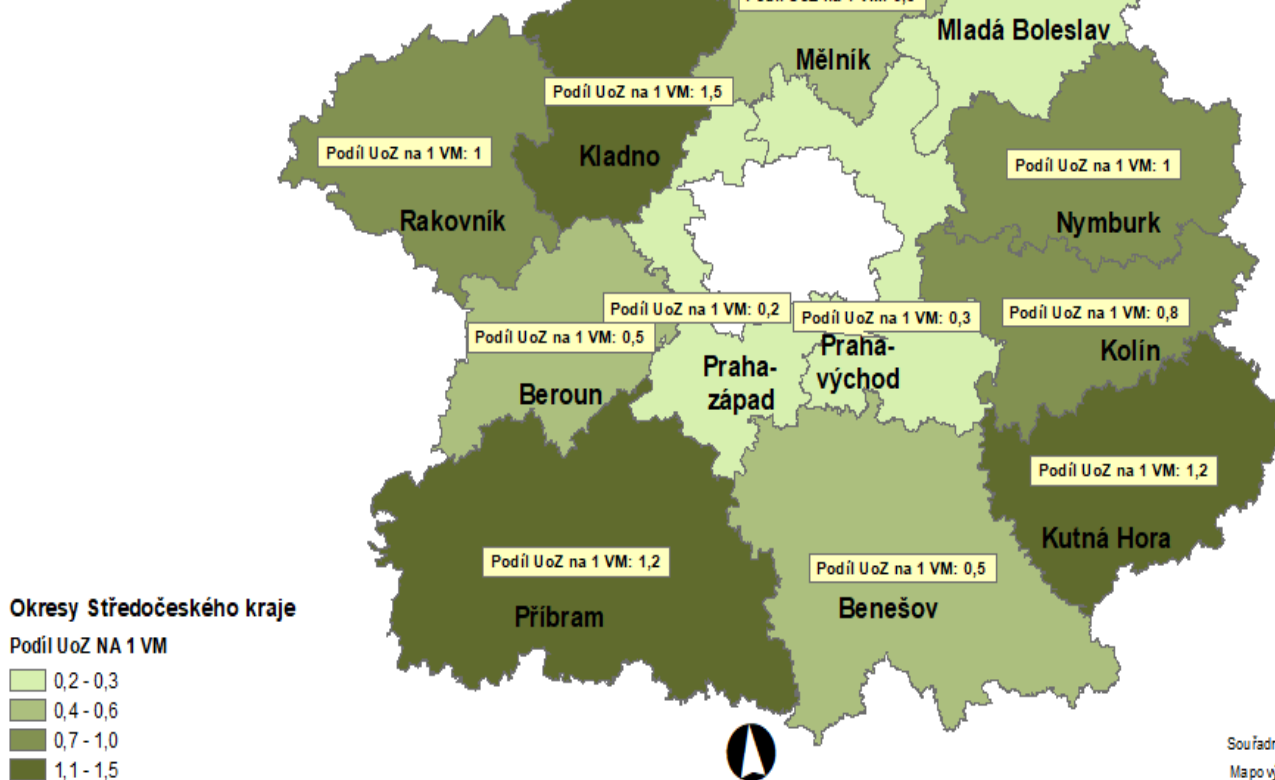 Mladá Boleslav
Mělník
Podíl UoZ na 1 VM: 1,5
Podíl UoZ na 1 VM: 1
Kladno
Podíl UoZ na 1 VM: 1
Rakovník
Nymburk
Podíl UoZ na 1 VM: 0,2
Podíl UoZ na 1 VM: 0,3
Podíl UoZ na 1 VM: 0,8
Podíl UoZ na 1 VM: 0,5
Praha-
východ
Kolín
Praha-
západ
Beroun
Podíl UoZ na 1 VM: 1,2
Kutná Hora
Podíl UoZ na 1 VM: 1,2
Podíl UoZ na 1 VM: 0,5
Příbram
Benešov
Okresy Středočeského kraje
Podíl UoZ NA 1 VM
0,2 - 0,3
0,4 - 0,6
0,7 - 1,0
1,1 - 1,5